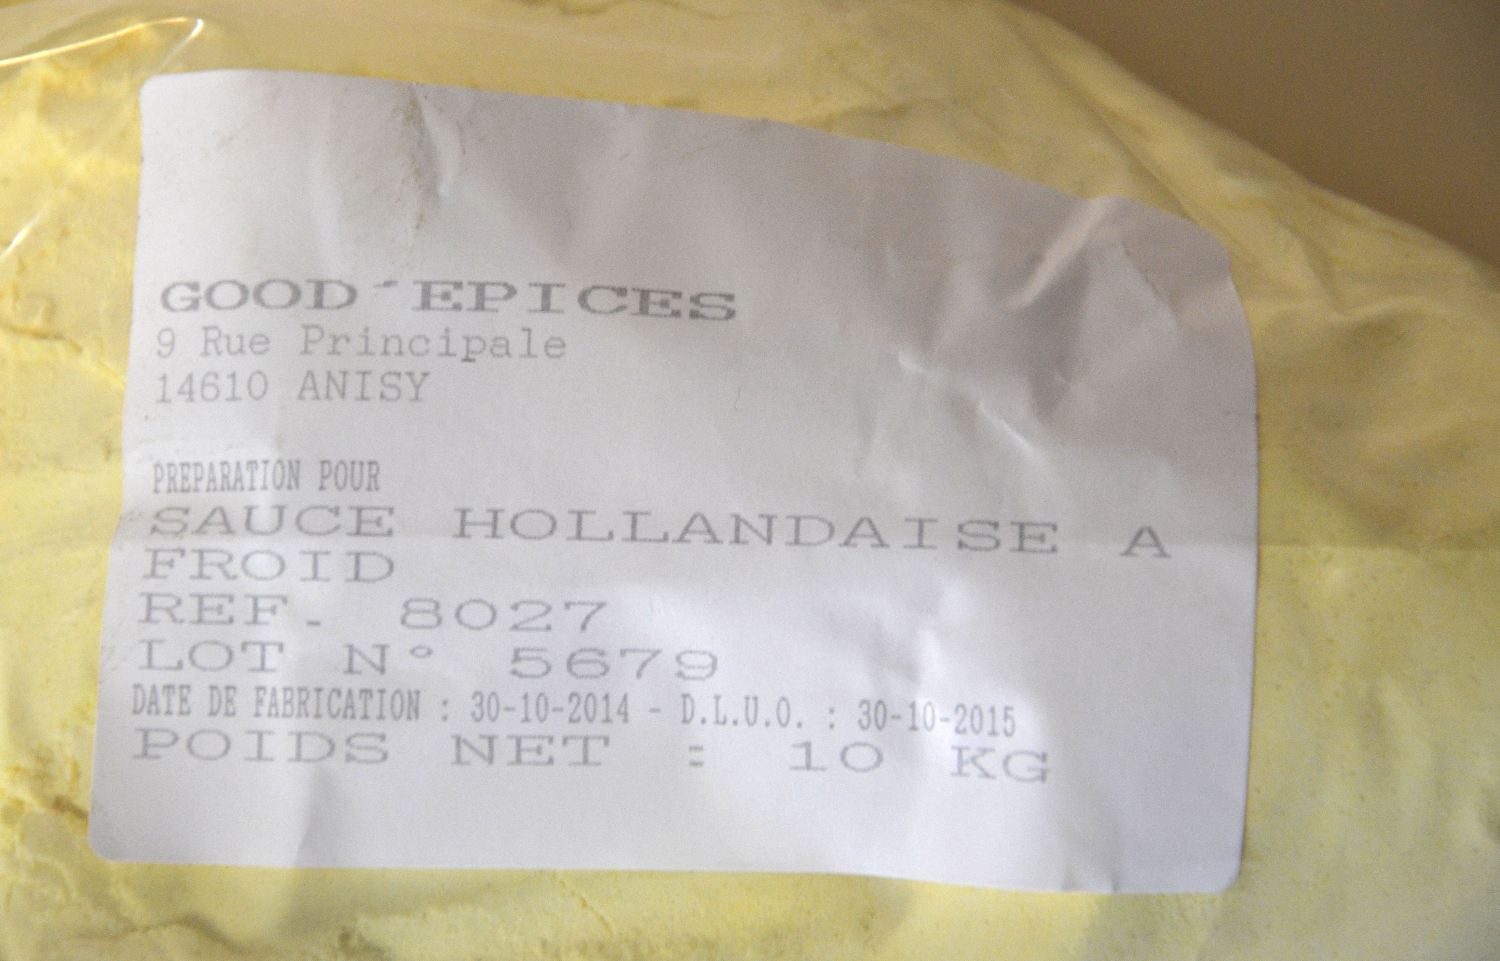 GOOD'EPICES
9 Rue Principale
14610 ANISY
PREPARATION POUR
SAUCE HOLLANDAISE A
FROID
REF. 8027
LOT N° 5679
DATE DE FABRICATION : 30-10-2014 - D.L.U.O. : 30-10-2015
POIDS NET : 10 KG